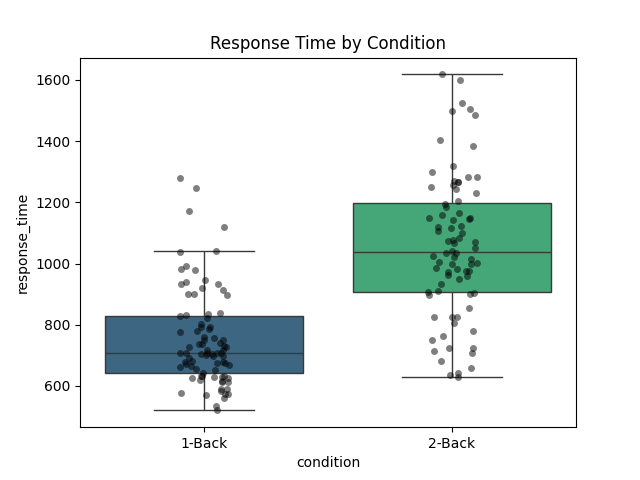 Response Time by Condition
response_time
1600
1400
1200
1000
800
600
1-Back
2-Back
condition